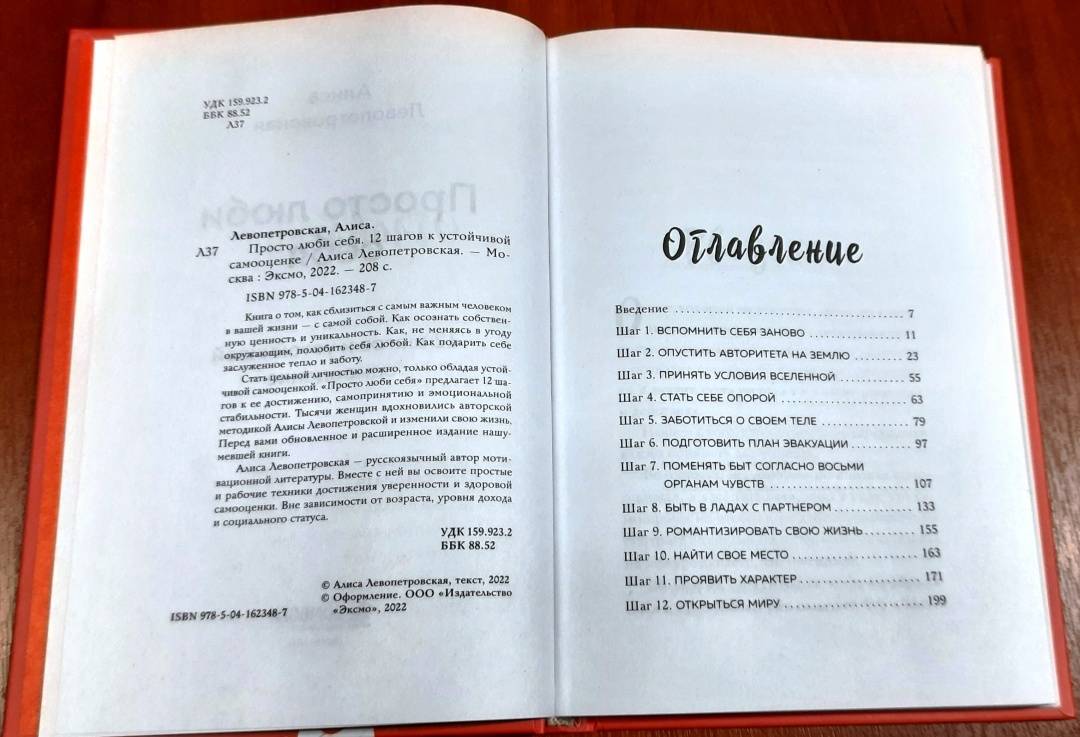 УДК 159.923.2
ББК 88.52
Л37
Левопетровская, Алиса.
Л37 Просто люби себя. 12 шагов к устойчивой
самооценке / Алиса Левопетровская. — Мо-
сква : Эксмо, 2022. — 208 с.
ISBN 978-5-04-162348-7
Книга о том, как сблизиться с самым важным человеком
в вашей жизни — с самой собой. Как осознать собствен-
ную ценность и уникальность. Как, не меняясь в угоду
окружающим, полюбить себя любой. Как подарить себе
заслуженное тепло и заботу.
Стать цельной личностью можно, только обладая устой-
чивой самооценкой. «Просто люби себя» предлагает 12 ша-
гов к ее достижению, самопринятию и эмоциональной
стабильности. Тысячи женщин вдохновились авторской
методикой Алисы Левопетровской и изменили свою жизнь.
Перед вами обновленное и расширенное издание нашу-
мевшей книги.
Алиса Левопетровская — русскоязычный автор моти-
вационной литературы. Вместе с ней вы освоите простые
и рабочие техники достижения уверенности и здоровой
самооценки. Вне зависимости от возраста, уровня дохода
и социального статуса.
УДК 159.923.2
ББК 88.52
© Алиса Левопетровская, текст, 2022
© Оформление. ООО «Издательство
ISBN 978-5-04-162348-7 «Эксмо», 2022
Оглавление
Введение 7
Шаг 1. ВСПОМНИТЬ СЕБЯ ЗАНОВО 11
Шаг 2. ОПУСТИТЬ АВТОРИТЕТА НА ЗЕМЛЮ 23
Шаг 3. ПРИНЯТЬ УСЛОВИЯ ВСЕЛЕННОЙ 55
Шаг 4. СТАТЬ СЕБЕ ОПОРОЙ 63
Шаг 5. ЗАБОТИТЬСЯ О СВОЕМ ТЕЛЕ 79
Шаг 6. ПОДГОТОВИТЬ ПЛАН ЭВАКУАЦИИ 97
Шаг 7. ПОМЕНЯТЬ БЫТ СОГЛАСНО ВОСЬМИ
ОРГАНАМ ЧУВСТВ 107
Шаг 8. БЫТЬ В ЛАДАХ С ПАРТНЕРОМ 133
Шаг 9. РОМАНТИЗИРОВАТЬ СВОЮ ЖИЗНЬ 155
Шаг 10. НАЙТИ СВОЕ МЕСТО 163
Шаг 11. ПРОЯВИТЬ ХАРАКТЕР 171
Шаг 12. ОТКРЫТЬСЯ МИРУ 199